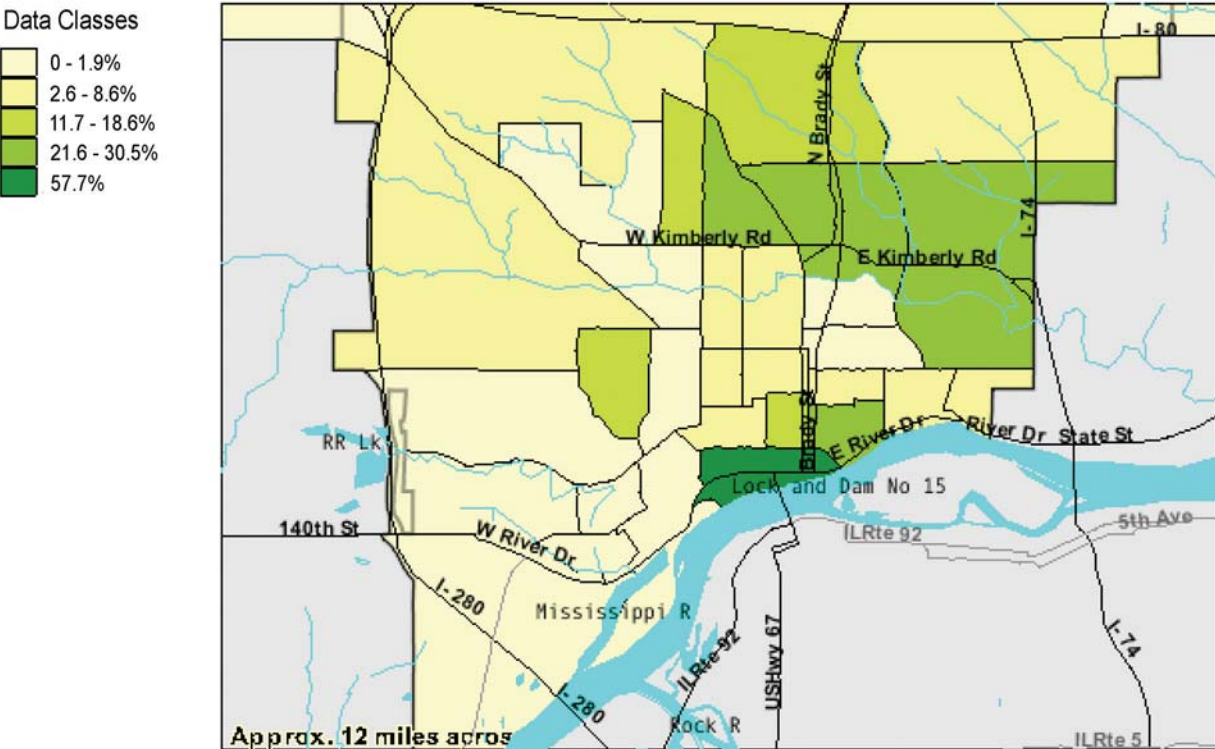 Data Classes
0 - 1.9%
2.6 - 8.6%
11.7 - 18.6%
21.6 - 30.5%
57.7%
I- 80
N Brady St
I- 74
W Kimberly Rd
E Kimberly Rd
Brady St
E River Dr
River Dr
State St
RR Lk
Lock and Dam No 15
140th St
W River Dr
ILRte 92
5th Ave
I- 280
Mississippi R
ILRte 92
USHwy 67
I- 74
I- 280
Rock R
Approx. 12 miles acros
ILRte 5